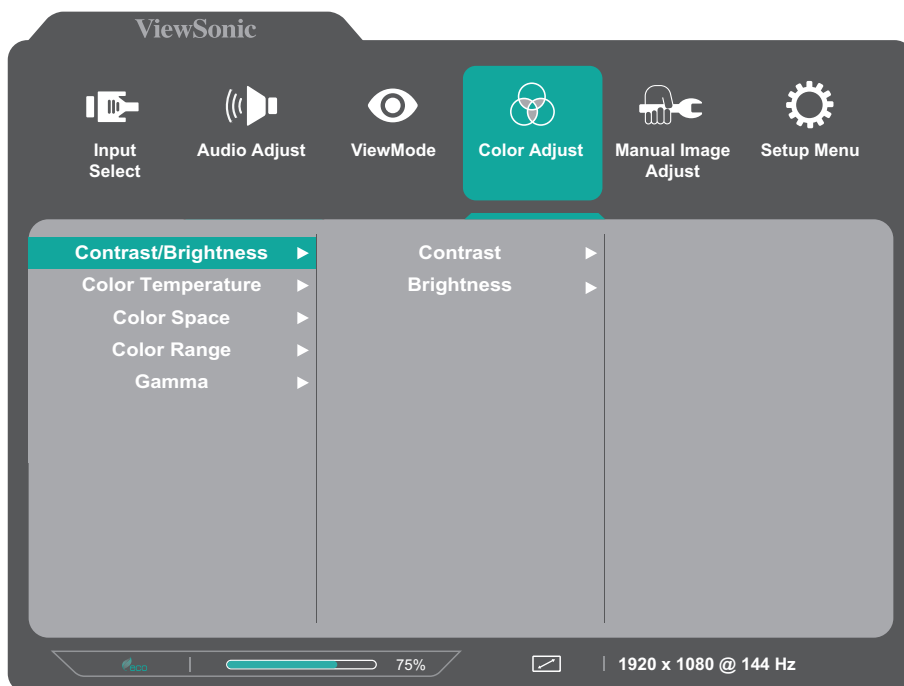 ViewSonic
Input
Select
Audio Adjust
ViewMode
Color Adjust
Manual Image
Adjust
Setup Menu
Contrast/Brightness
Color Temperature
Color Space
Color Range
Gamma
Contrast
Brightness
eco
75%
1920 x 1080 @ 144 Hz